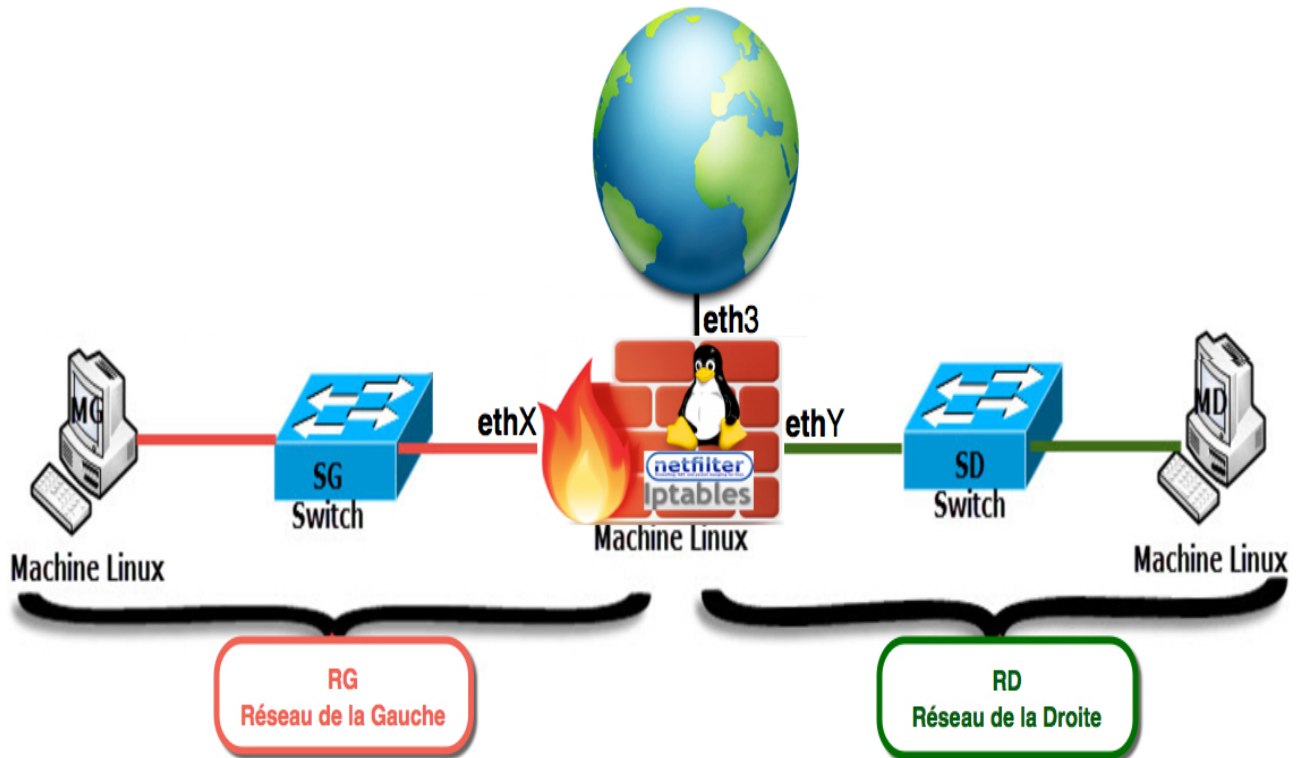 eth3
MG
SG
Switch
ethX
netfilter
Iptables
ethY
SD
Switch
MD
Machine Linux
Machine Linux
Machine Linux
RG
Réseau de la Gauche
RD
Réseau de la Droite